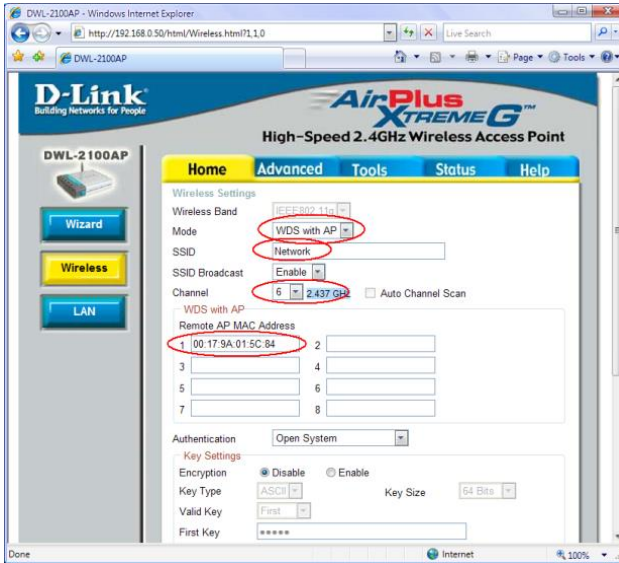 DWL-2100AP - Windows Internet Explorer
http://192.168.0.50/html/Wireless.html?1,1,0
Live Search
DWL-2100AP
Page
Tools
D-Link
Building Networks for People
AirPlus
XTREME G™
High-Speed 2.4GHz Wireless Access Point
DWL-2100AP
Home Advanced Tools Status Help
Wizard
Wireless
LAN
Wireless Settings
Wireless Band IEEE802.11g
Mode WDS with AP
SSID Network
SSID Broadcast Enable
Channel 6 2.437 GHz Auto Channel Scan
WDS with AP
Remote AP MAC Address
1 00:17:9A:01:5C:84 2
3 4
5 6
7 8
Authentication Open System
Key Settings
Encryption Disable Enable
Key Type ASCII Key Size 64 Bits
Valid Key First
First Key •••••
Done Internet 100%